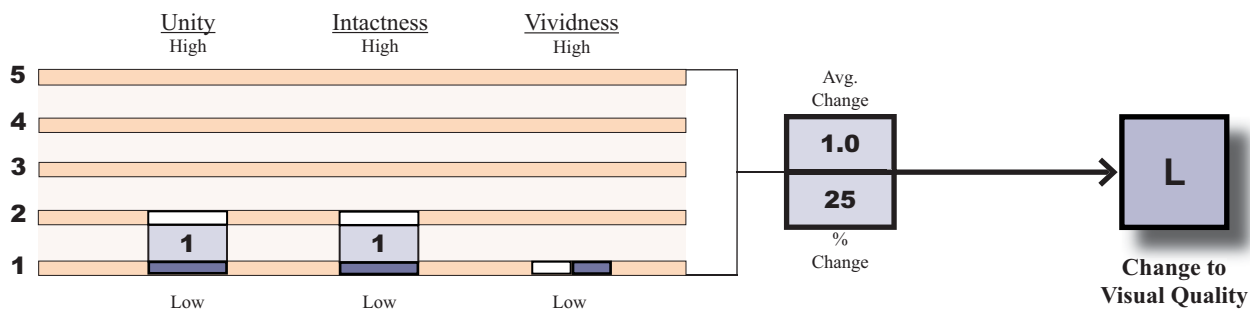 Unity Intactness Vividness
High High High
5
4
3
2
1
1 1
Low Low Low
Avg.
Change
1.0
25
%
Change
L
Change to
Visual Quality